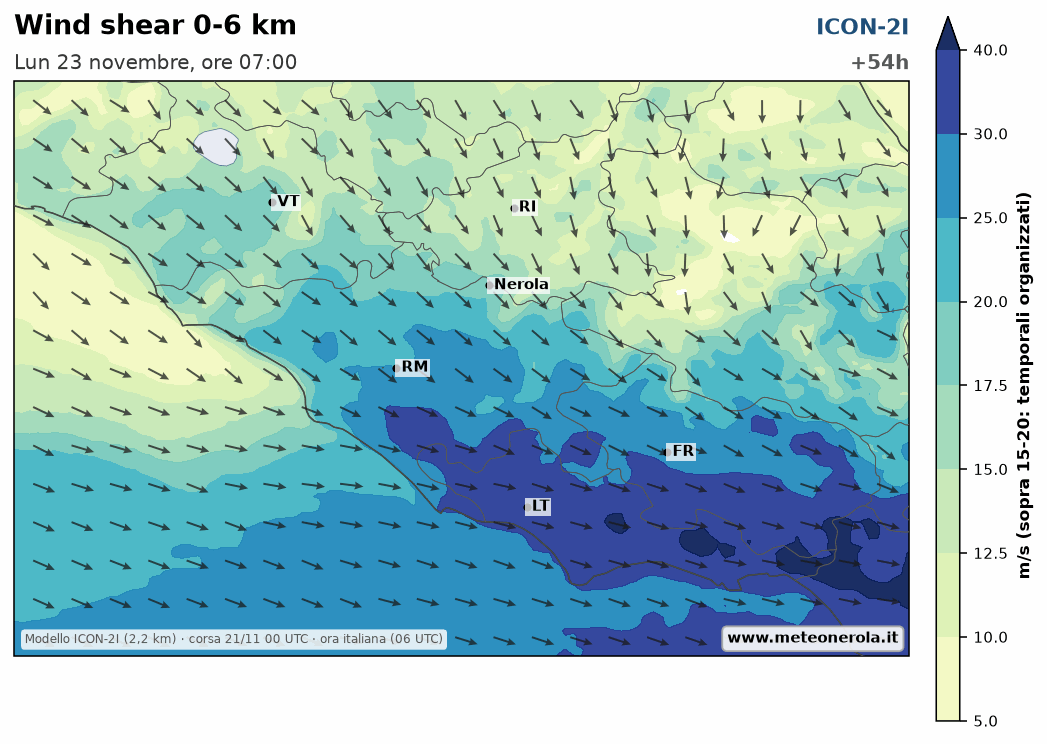 Wind shear 0-6 km
ICON-2I
Lun 23 novembre, ore 07:00
+54h
VT
RI
Nerola
RM
FR
LT
Modello ICON-2I (2,2 km) · corsa 21/11 00 UTC · ora italiana (06 UTC)
www.meteonerola.it
40.0
30.0
25.0
20.0
17.5
15.0
12.5
10.0
5.0
m/s (sopra 15-20: temporali organizzati)